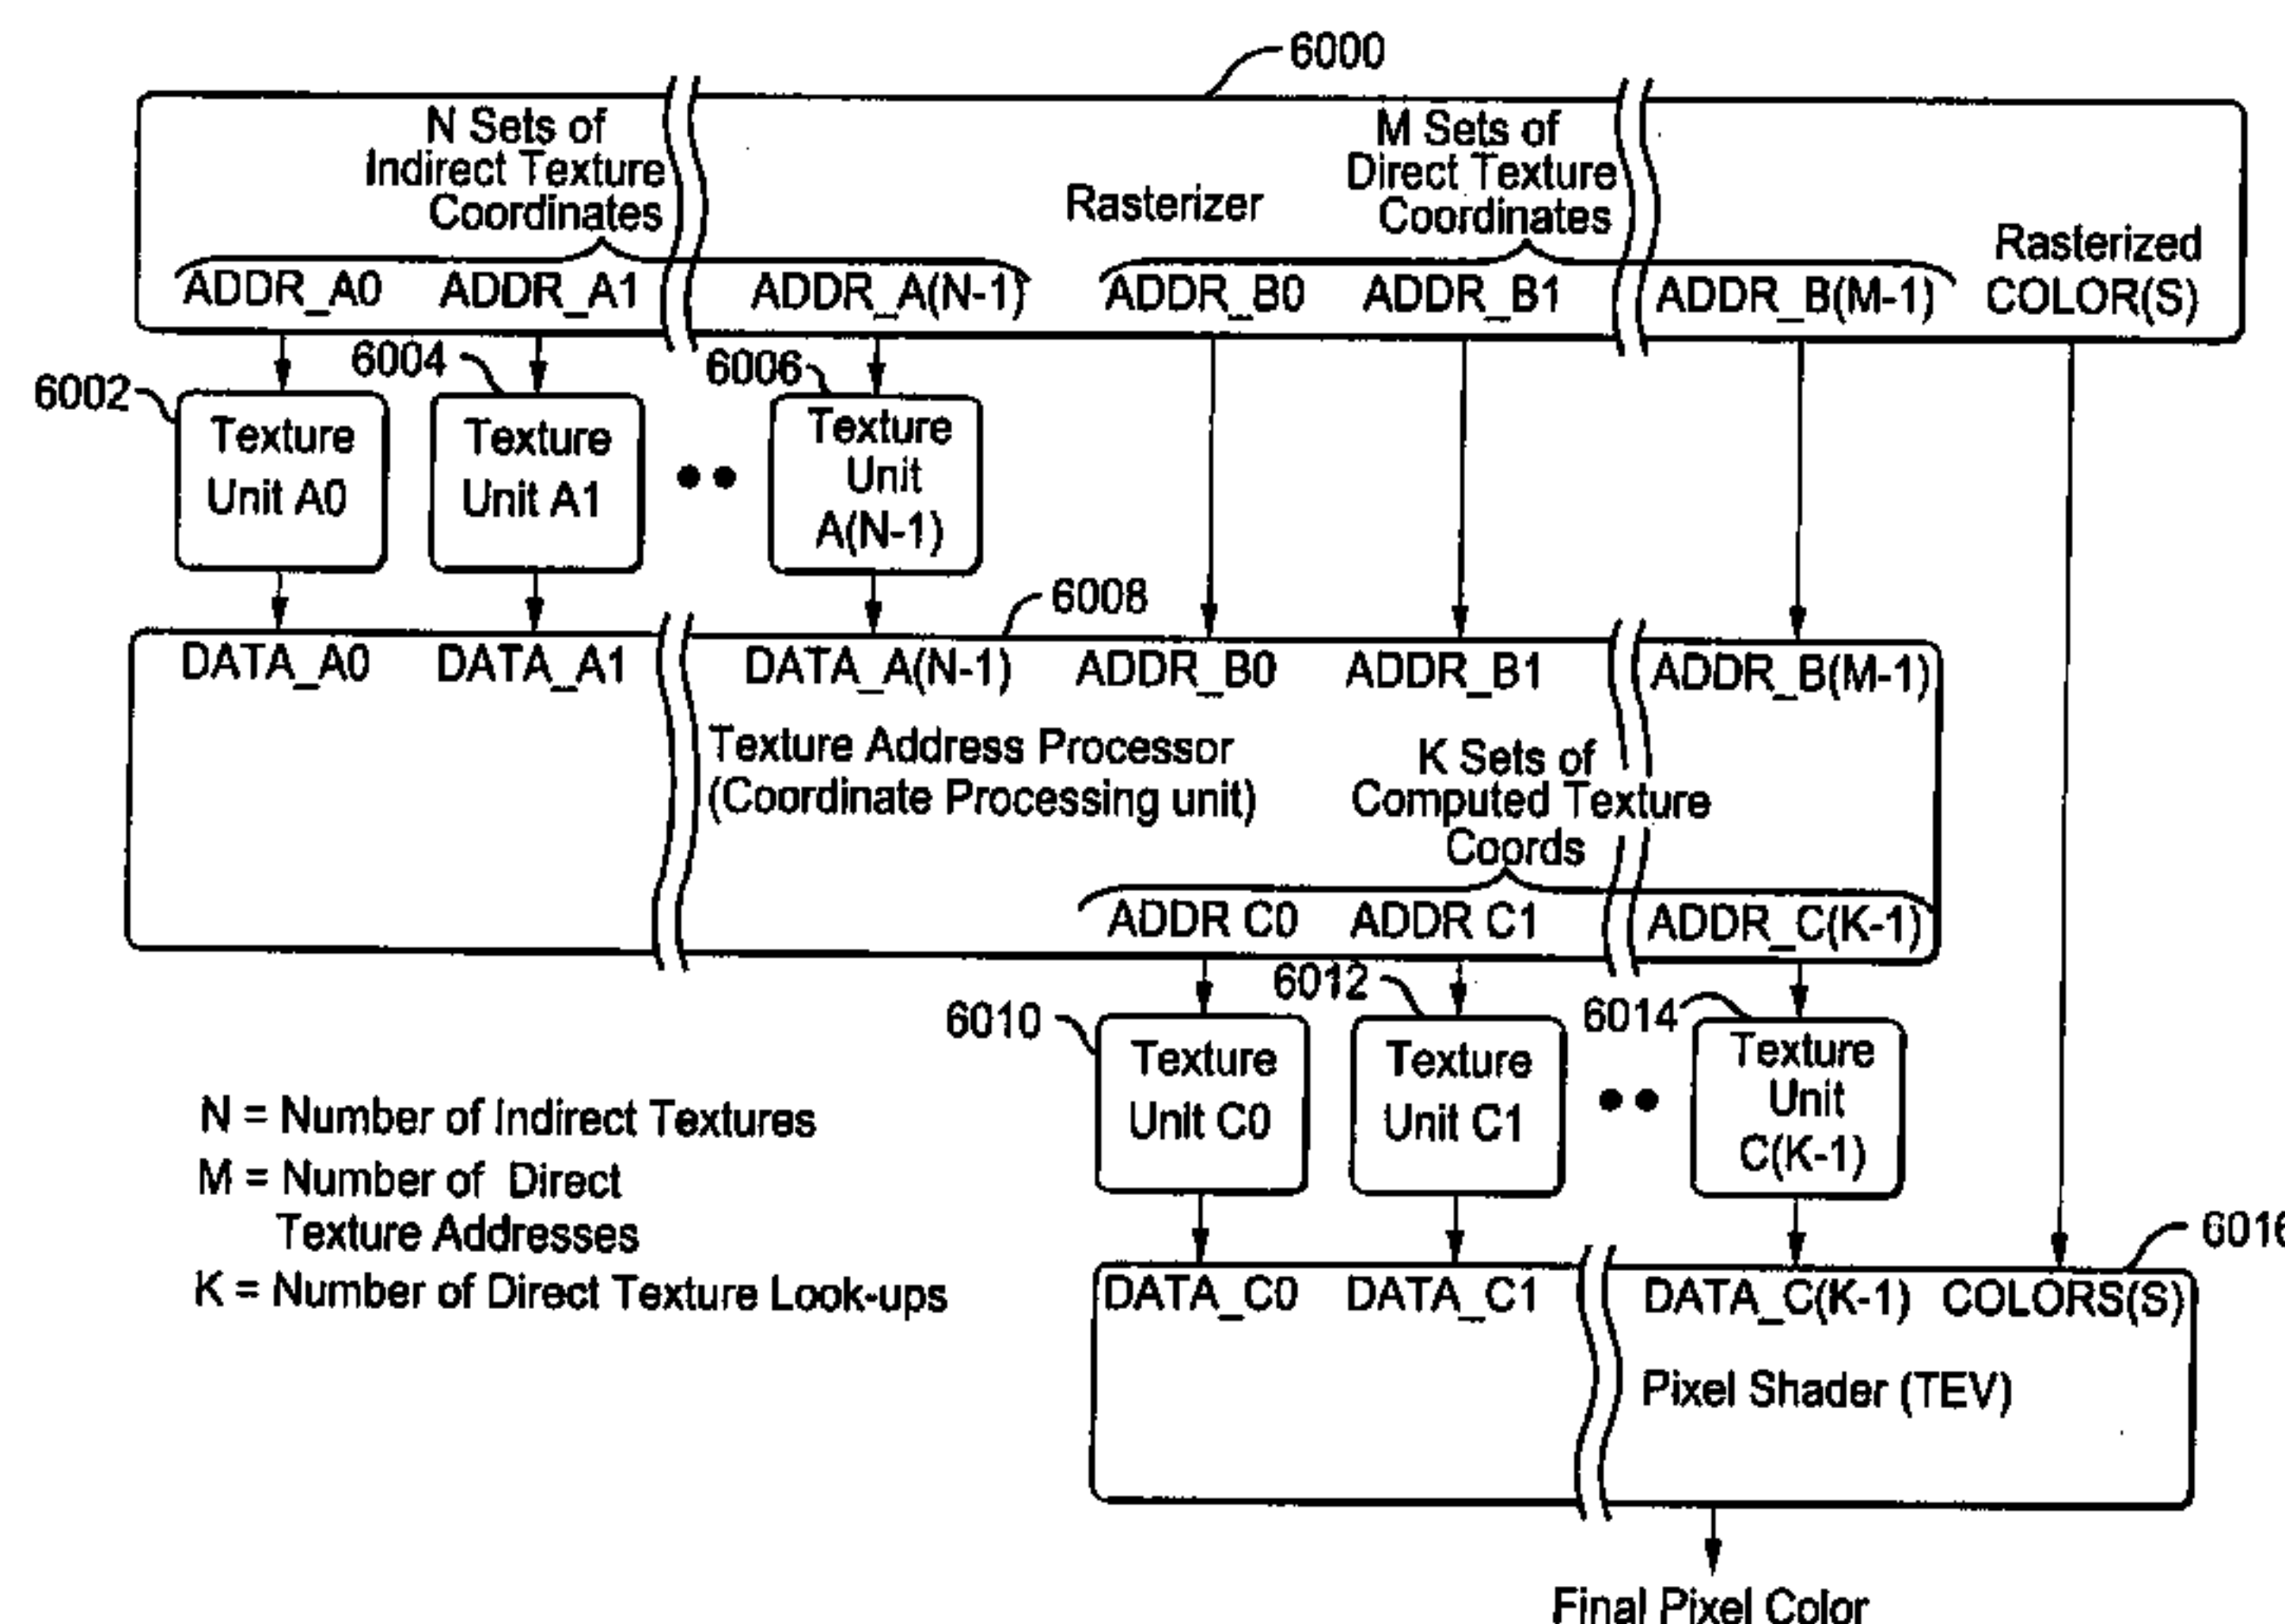 6000
N Sets of
Indirect Texture
Coordinates
Rasterizer
M Sets of
Direct Texture
Coordinates
Rasterized
COLOR(S)
ADDR_A0 ADDR_A1 ADDR_A(N-1) ADDR_B0 ADDR_B1 ADDR_B(M-1)
6002
6004
6006
Texture
Unit A0
Texture
Unit A1
Texture
Unit
A(N-1)
6008
DATA_A0 DATA_A1 DATA_A(N-1) ADDR_B0 ADDR_B1 ADDR_B(M-1)
Texture Address Processor
(Coordinate Processing unit)
K Sets of
Computed Texture
Coords
ADDR C0 ADDR C1 ADDR_C(K-1)
6010
6012
6014
Texture
Unit C0
Texture
Unit C1
Texture
Unit
C(K-1)
N = Number of Indirect Textures
M = Number of Direct
Texture Addresses
K = Number of Direct Texture Look-ups
6016
DATA_C0 DATA_C1 DATA_C(K-1) COLORS(S)
Pixel Shader (TEV)
Final Pixel Color